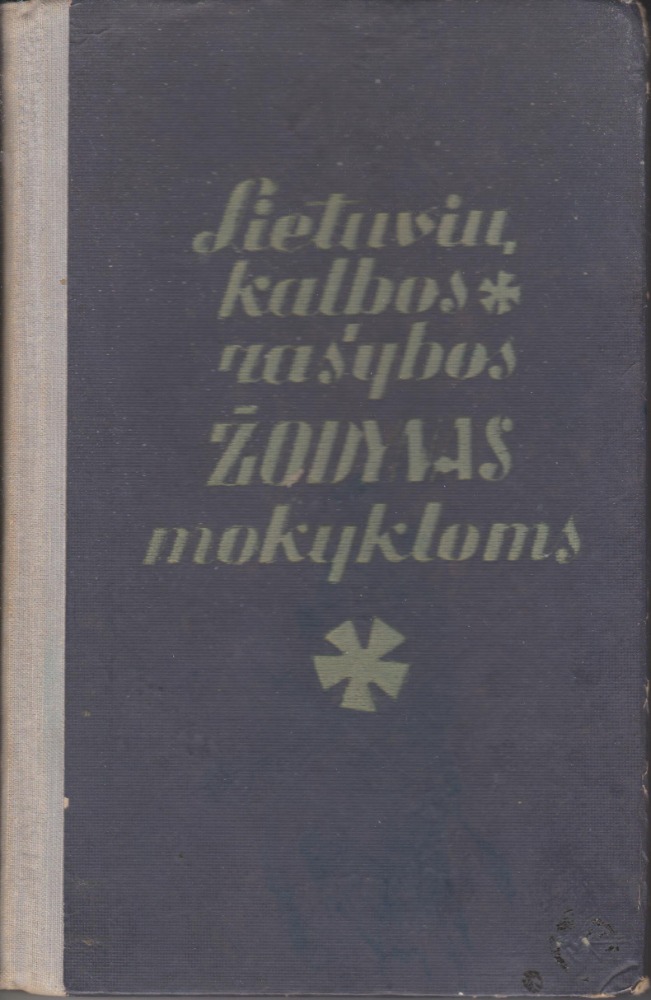 Lietuvių
kalbos *
rašybos
ŽODYNAS
mokykloms